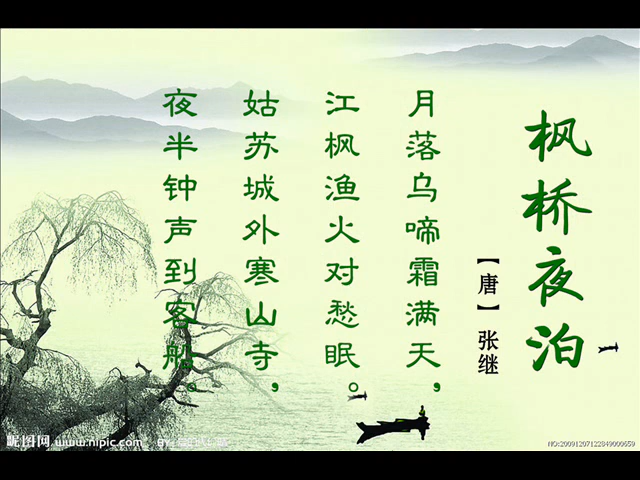 枫桥夜泊
【唐】张继
月落乌啼霜满天,
江枫渔火对愁眠。
姑苏城外寒山寺,
夜半钟声到客船。
昵图网 www.nipic.com
NO:20091207122849000659